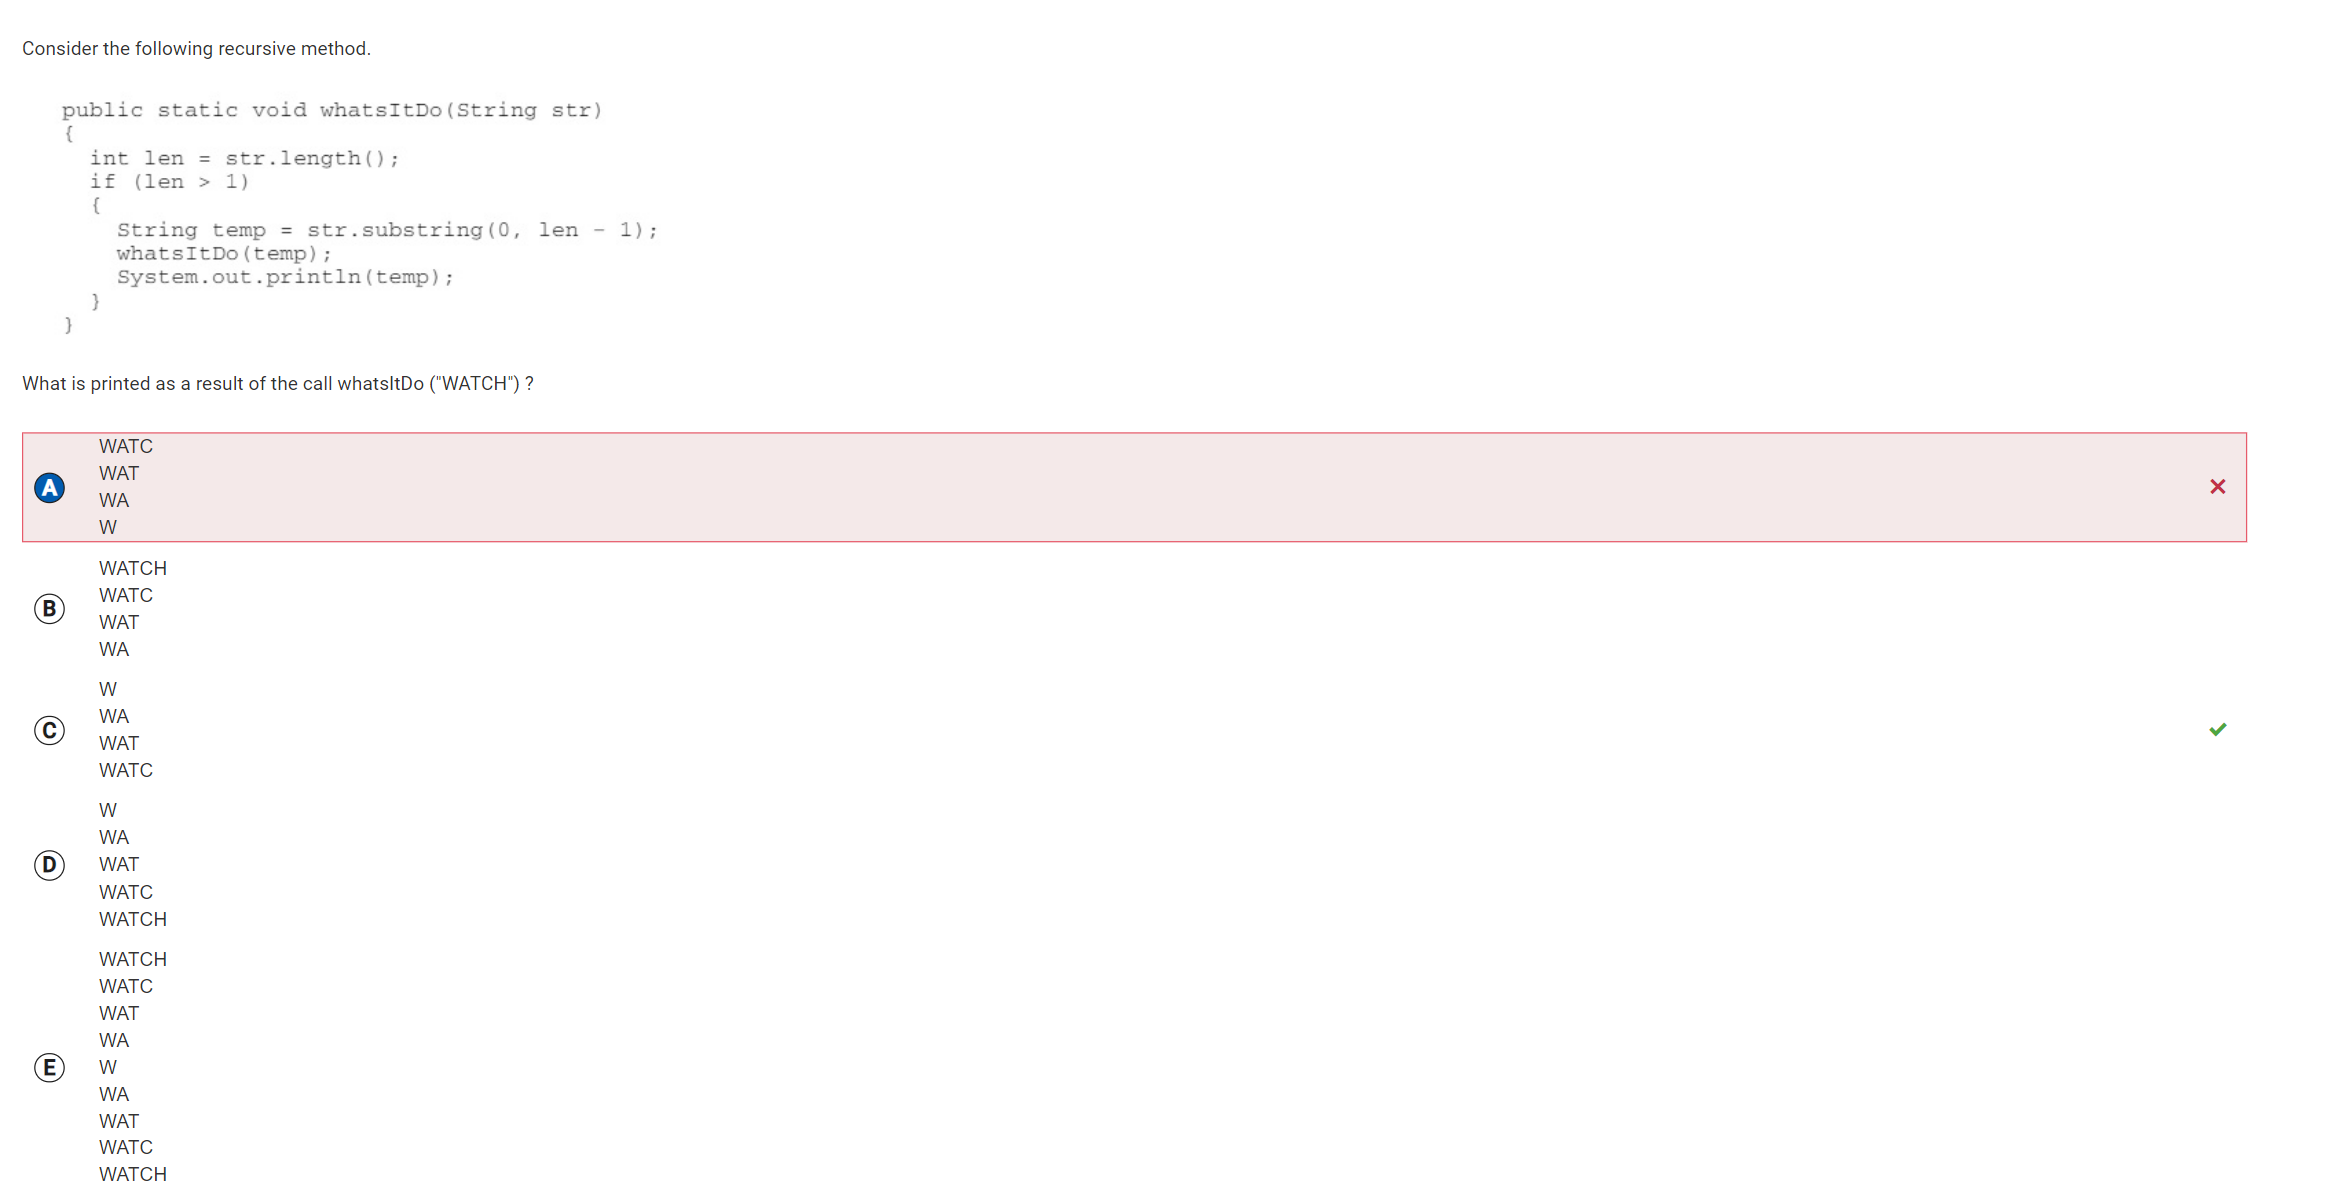 Consider the following recursive method.
public static void whatsItDo(String str)
{
int len = str.length();
if (len > 1)
{
String temp = str.substring(0, len - 1);
whatsItDo(temp);
System.out.println(temp);
}
}
What is printed as a result of the call whatsItDo ("WATCH") ?
A
WATC
WAT
WA
W
B
WATCH
WATC
WAT
WA
C
W
WA
WAT
WATC
D
W
WA
WAT
WATC
WATCH
E
WATCH
WATC
WAT
WA
W
WA
WAT
WATC
WATCH